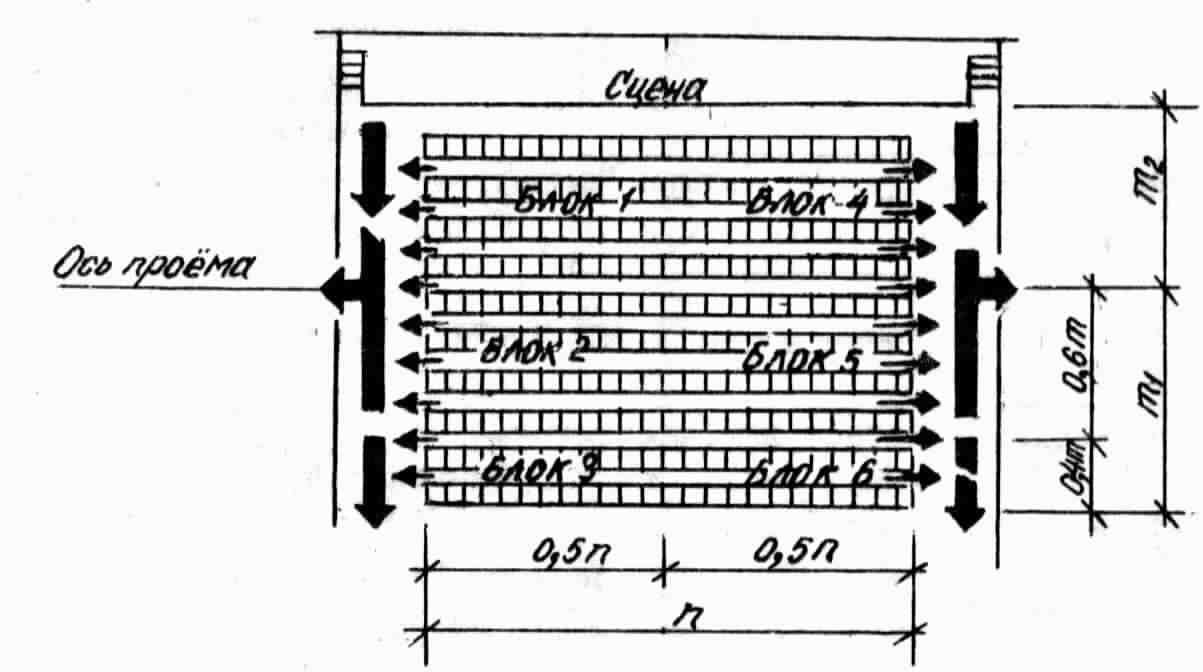 Сцена
m2
Блок 1
Блок 4
Ось проёма
Блок 2
Блок 5
0,6m
m1
Блок 3
Блок 6
0,4m
0,5n
0,5n
n